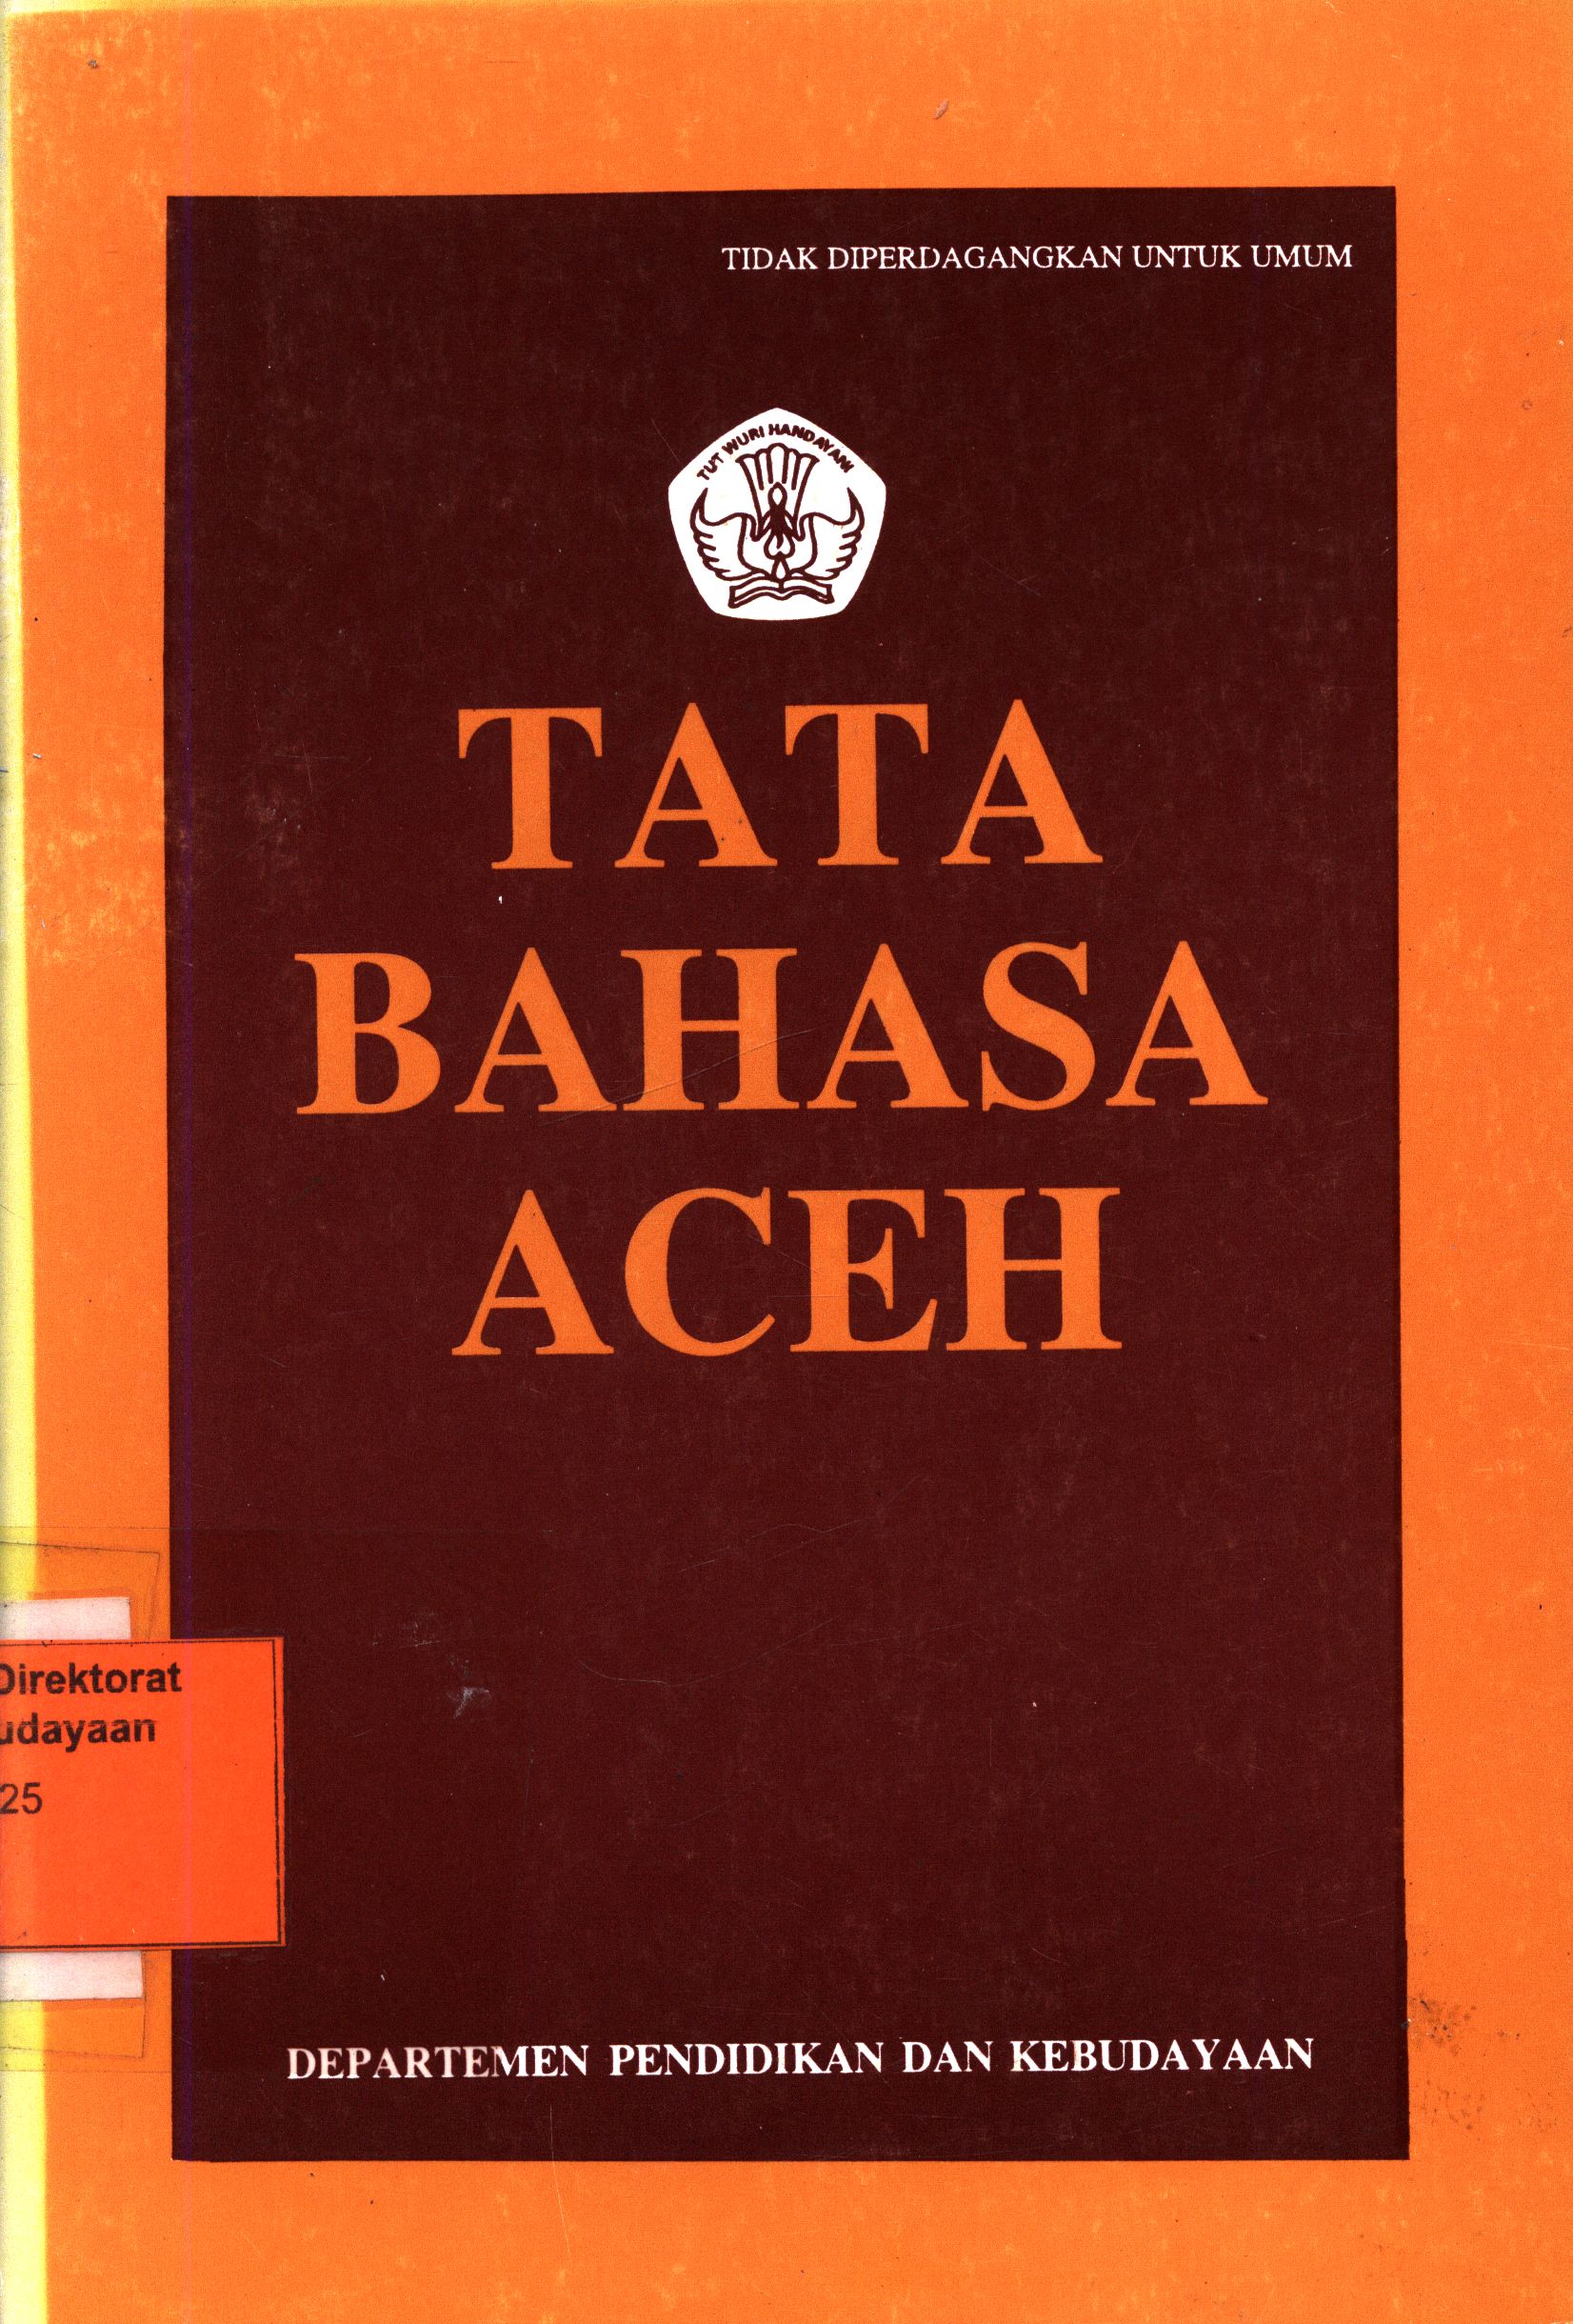 TIDAK DIPERDAGANGKAN UNTUK UMUM
TUT WURI HANDAYANI
TATA
BAHASA
ACEH
Direktorat
udayaan
25
DEPARTEMEN PENDIDIKAN DAN KEBUDAYAAN